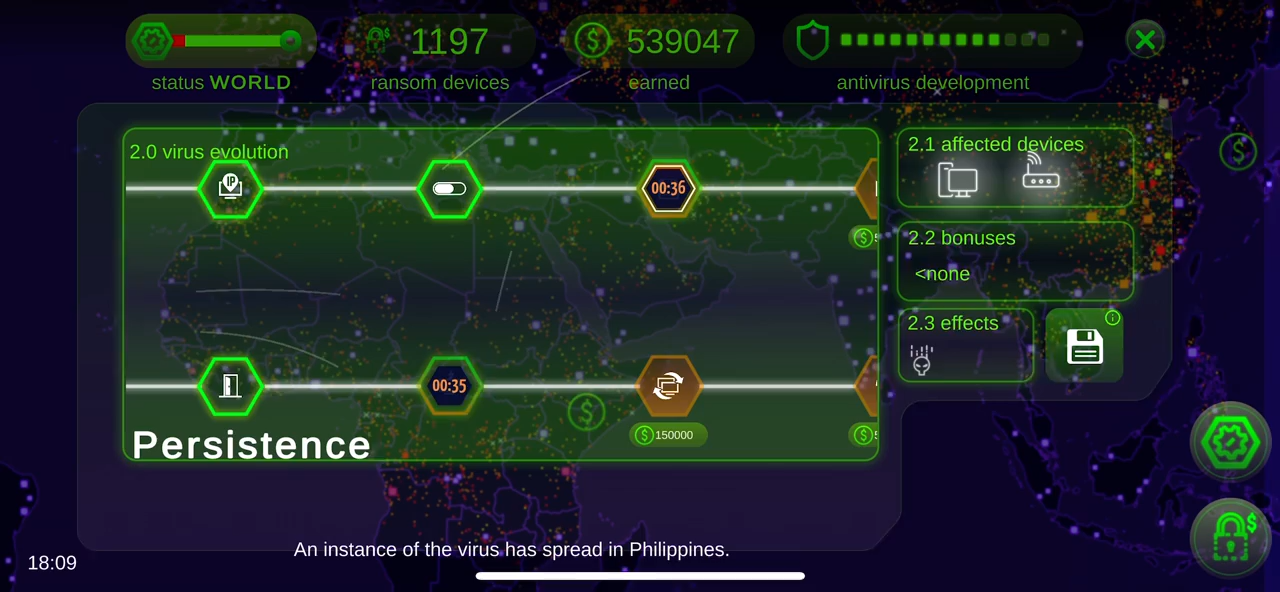 1197
539047
status WORLD
ransom devices
earned
antivirus development
2.0 virus evolution
IP
00:36
2.1 affected devices
2.2 bonuses
<none
00:35
2.3 effects
150000
Persistence
An instance of the virus has spread in Philippines.
18:09